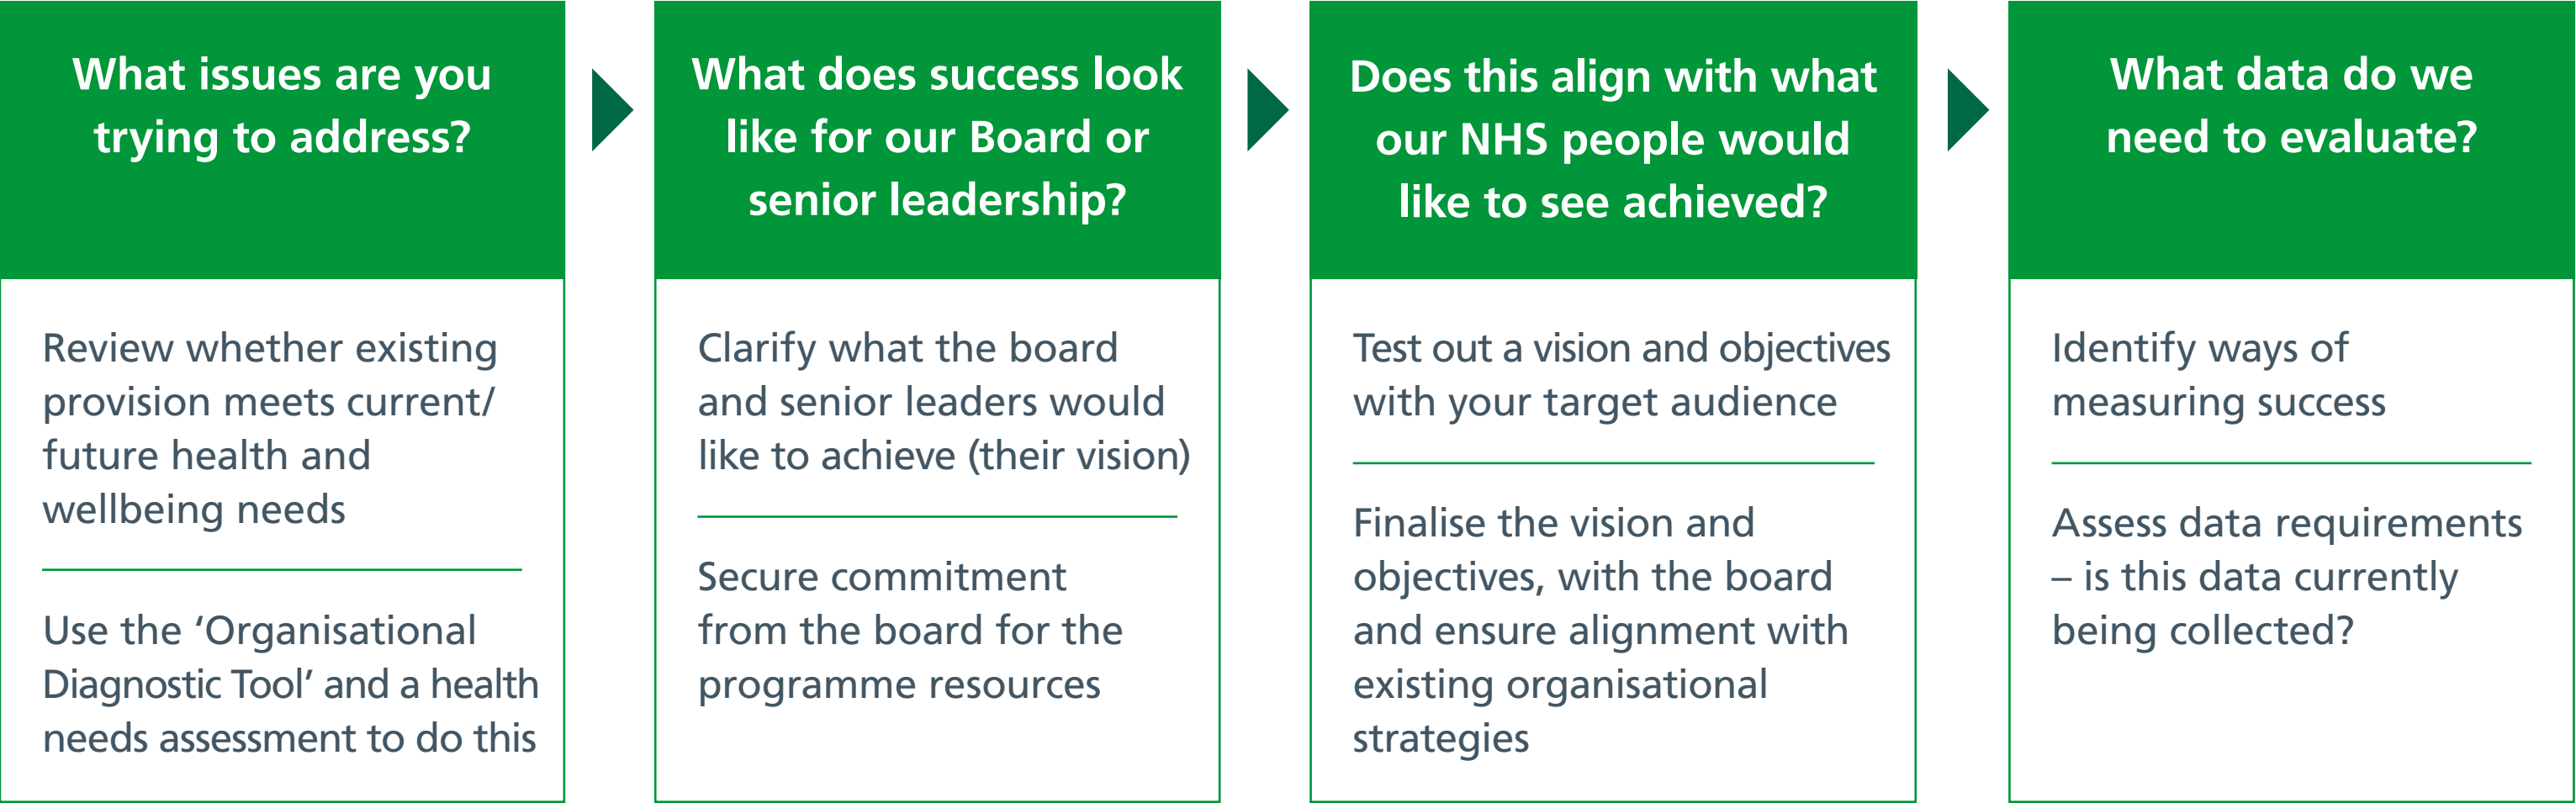 What issues are you
trying to address?
Review whether existing
provision meets current/
future health and
wellbeing needs
Use the ‘Organisational
Diagnostic Tool’ and a health
needs assessment to do this
What does success look
like for our Board or
senior leadership?
Clarify what the board
and senior leaders would
like to achieve (their vision)
Secure commitment
from the board for the
programme resources
Does this align with what
our NHS people would
like to see achieved?
Test out a vision and objectives
with your target audience
Finalise the vision and
objectives, with the board
and ensure alignment with
existing organisational
strategies
What data do we
need to evaluate?
Identify ways of
measuring success
Assess data requirements
– is this data currently
being collected?